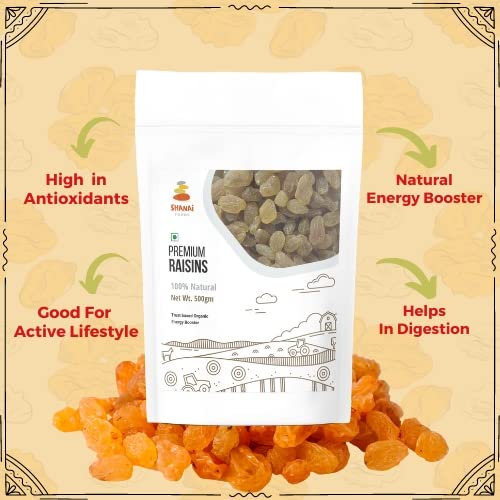 High in
Antioxidants
Natural
Energy Booster
SHANAI
FOODS
PREMIUM
RAISINS
100% Natural
Net Wt. 500gm
Trust based Organic
Energy Booster
Good For
Active Lifestyle
Helps
In Digestion